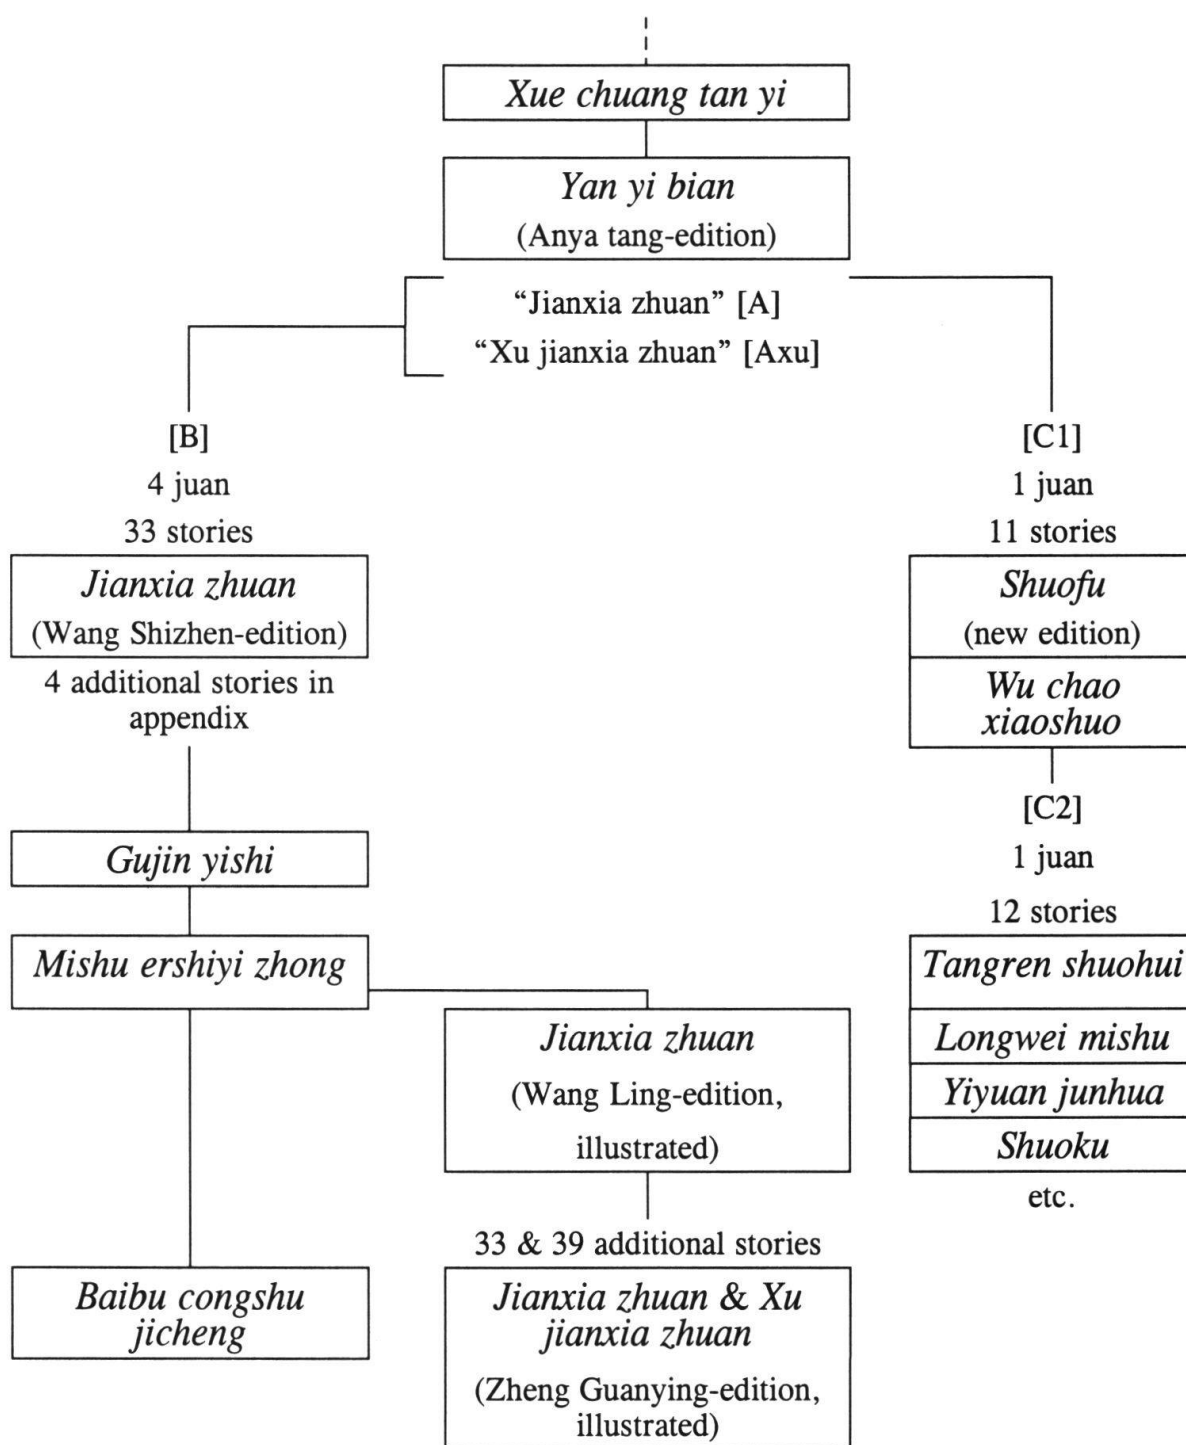 Xue chuang tan yi
Yan yi bian
(Anya tang-edition)
“Jianxia zhuan” [A]
“Xu jianxia zhuan” [Axu]
[B]
4 juan
33 stories
Jianxia zhuan
(Wang Shizhen-edition)
4 additional stories in
appendix
Gujin yishi
Mishu ershiyi zhong
Baibu congshu
jicheng
Jianxia zhuan
(Wang Ling-edition,
illustrated)
33 & 39 additional stories
Jianxia zhuan & Xu
jianxia zhuan
(Zheng Guanying-edition,
illustrated)
[C1]
1 juan
11 stories
Shuofu
(new edition)
Wu chao
xiaoshuo
[C2]
1 juan
12 stories
Tangren shuohui
Longwei mishu
Yiyuan junhua
Shuoku
etc.